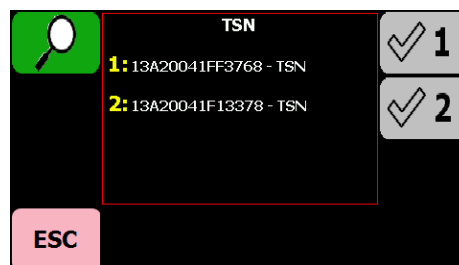 TSN
1: 13A20041FF3768 - TSN
2: 13A20041F13378 - TSN
1
2
ESC